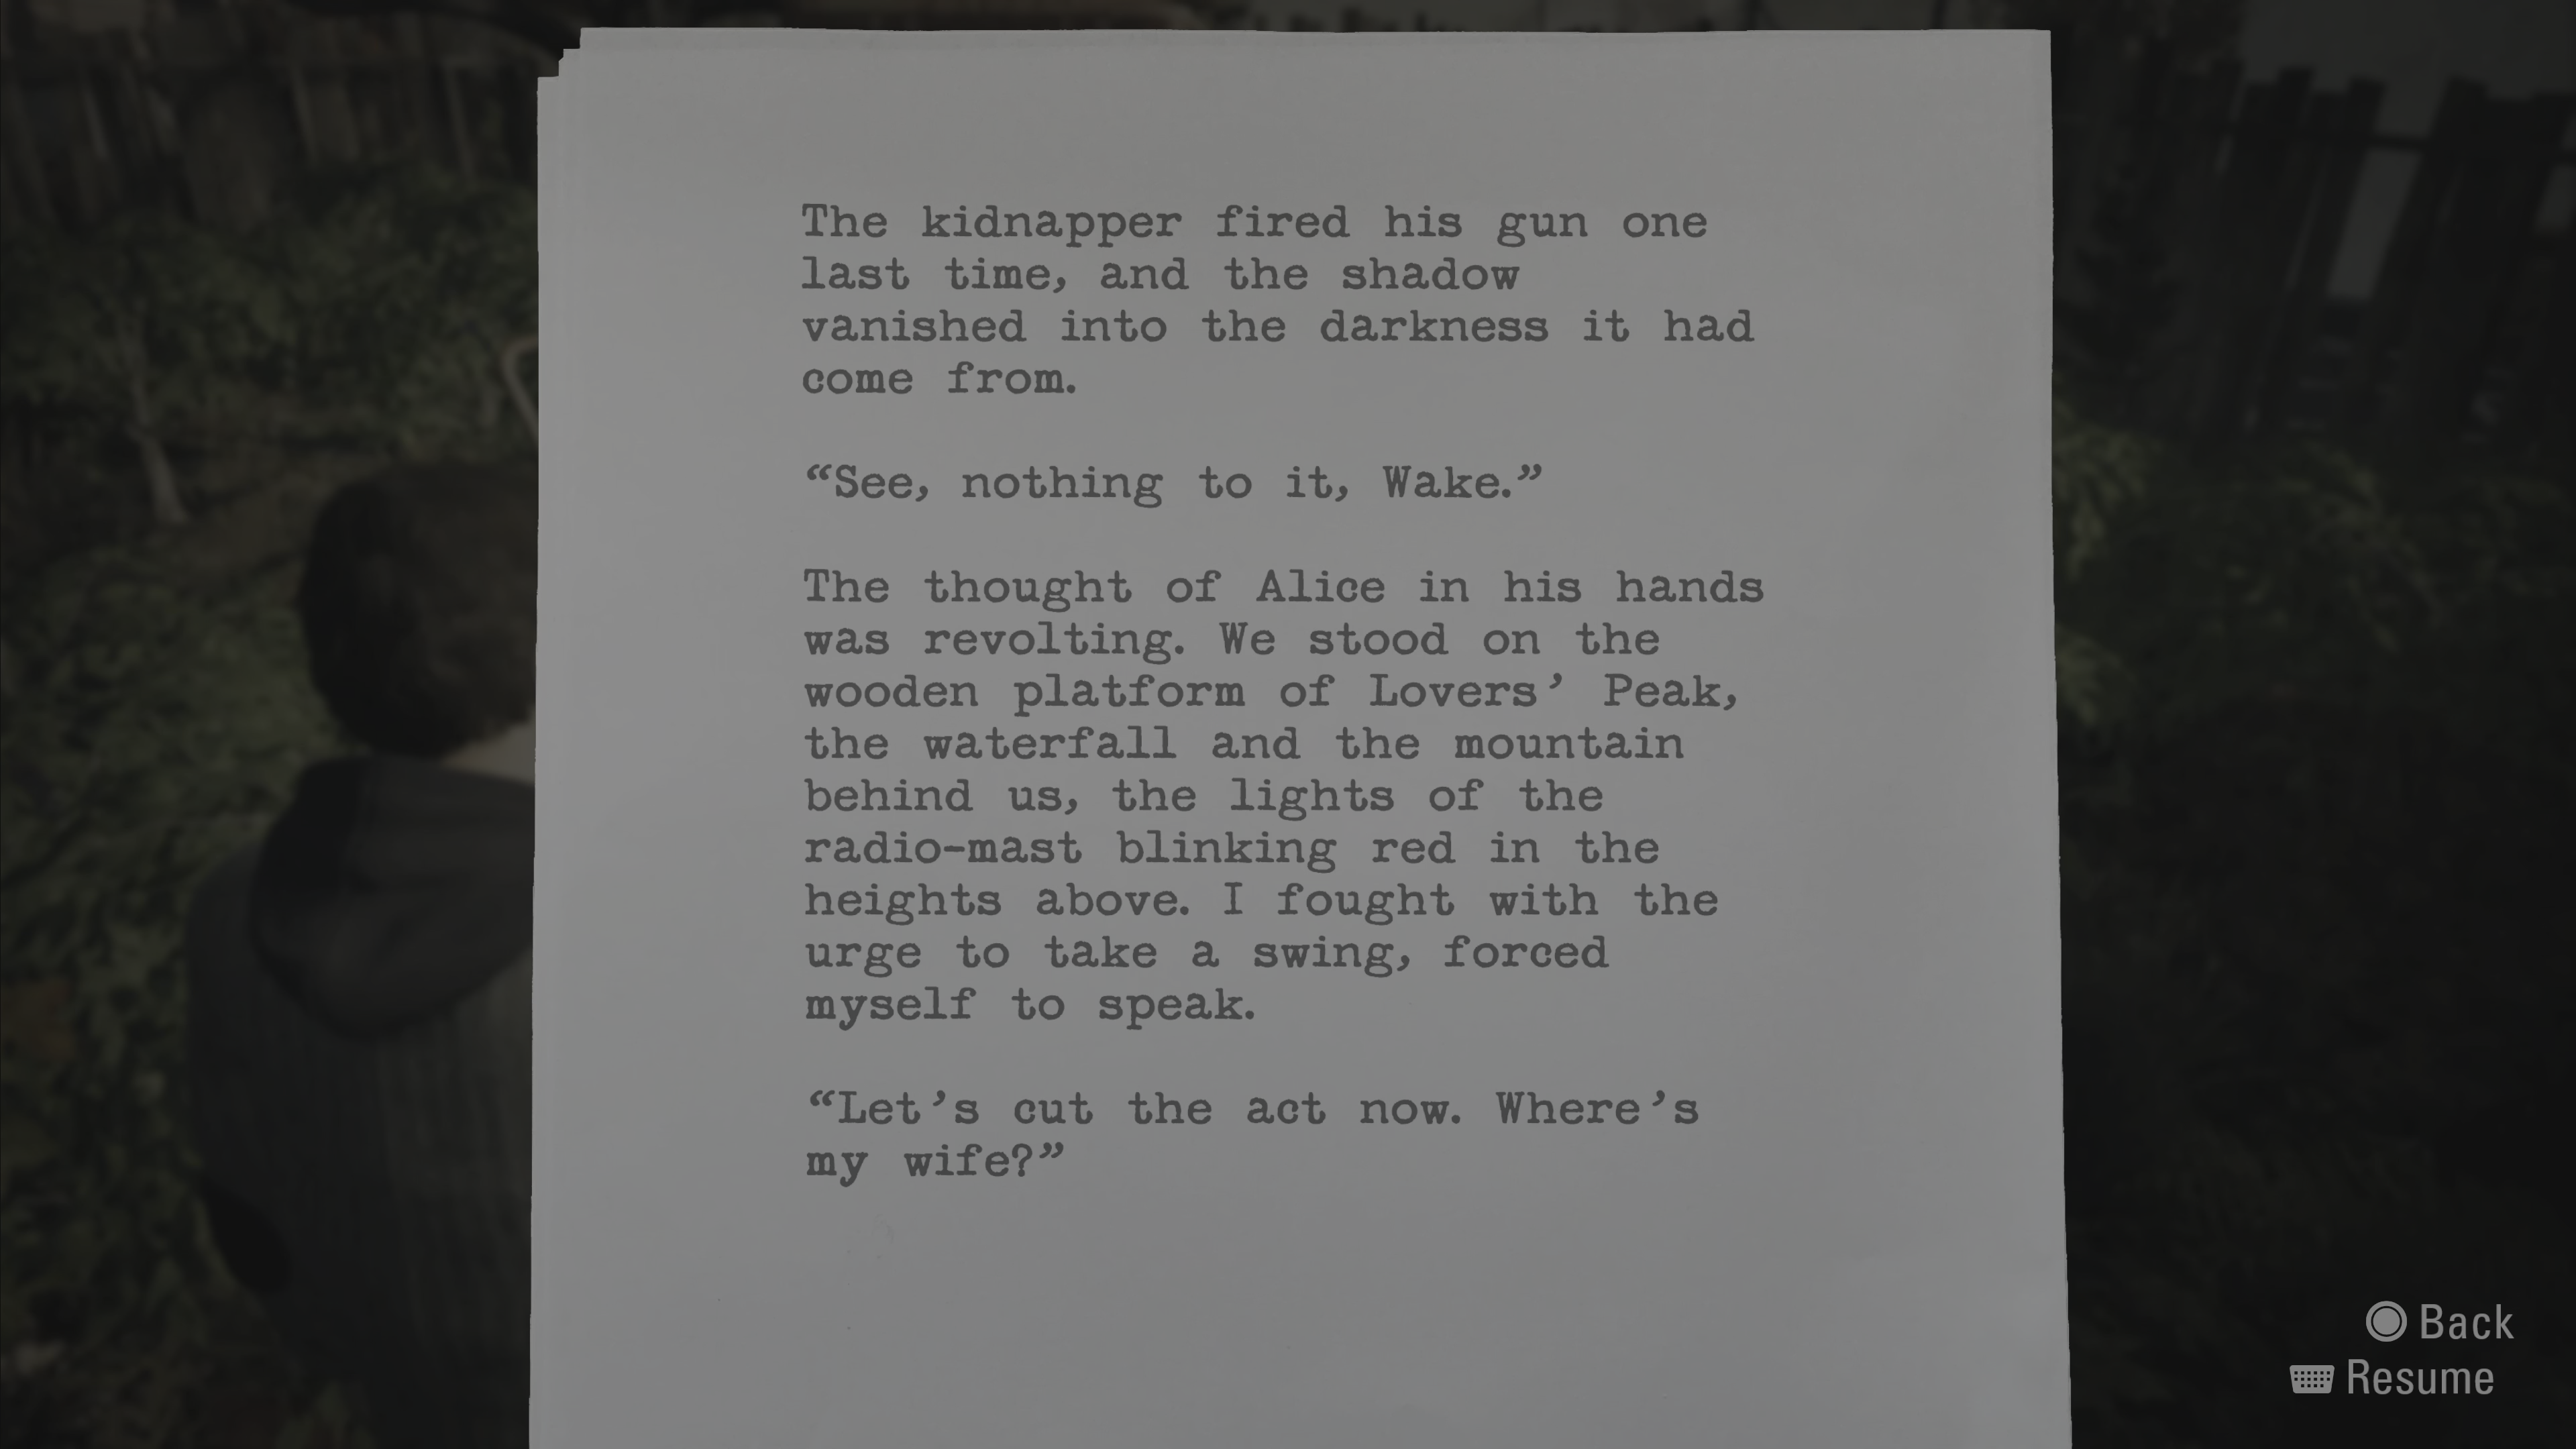 The kidnapper fired his gun one
last time, and the shadow
vanished into the darkness it had
come from.
“See, nothing to it, Wake.”
The thought of Alice in his hands
was revolting. We stood on the
wooden platform of Lovers’ Peak,
the waterfall and the mountain
behind us, the lights of the
radio-mast blinking red in the
heights above. I fought with the
urge to take a swing, forced
myself to speak.
“Let’s cut the act now. Where’s
my wife?”
Back
Resume